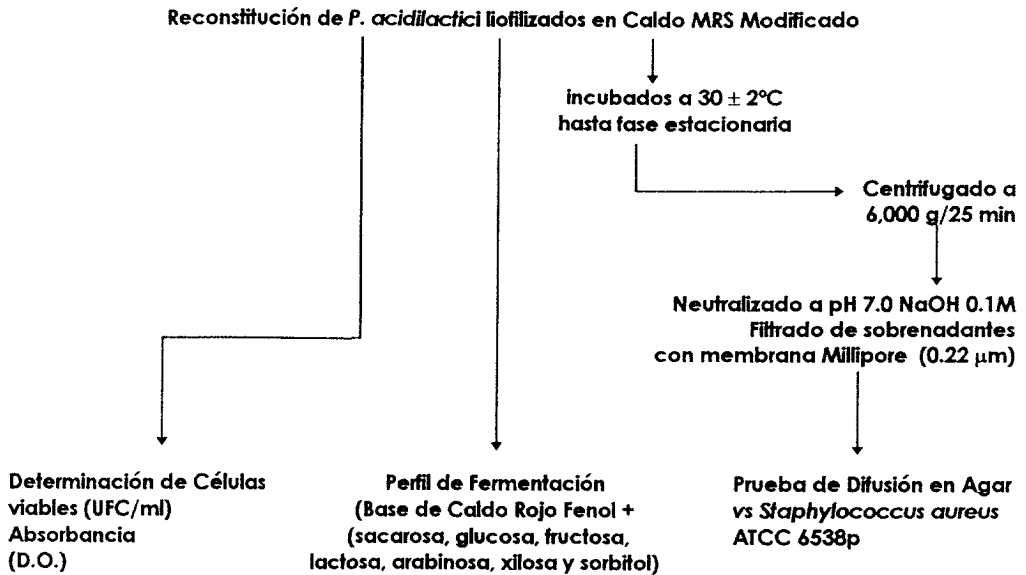 Reconstitución de P. acidilactici liofilizados en Caldo MRS Modificado
incubados a 30 ± 2°C
hasta fase estacionaria
Centrifugado a
6,000 g/25 min
Neutralizado a pH 7.0 NaOH 0.1M
Filtrado de sobrenadantes
con membrana Millipore (0.22 µm)
Determinación de Células
viables (UFC/ml)
Absorbancia
(D.O.)
Perfil de Fermentación
(Base de Caldo Rojo Fenol +
(sacarosa, glucosa, fructosa,
lactosa, arabinosa, xilosa y sorbitol)
Prueba de Difusión en Agar
vs Staphylococcus aureus
ATCC 6538p